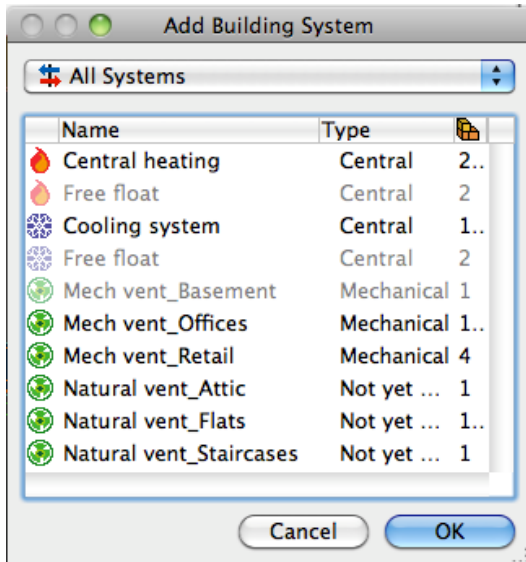 Add Building System
All Systems
Name Type
Central heating Central 2..
Free float Central 2
Cooling system Central 1..
Free float Central 2
Mech vent_Basement Mechanical 1
Mech vent_Offices Mechanical 1..
Mech vent_Retail Mechanical 4
Natural vent_Attic Not yet ... 1
Natural vent_Flats Not yet ... 1..
Natural vent_Staircases Not yet ... 1
Cancel OK